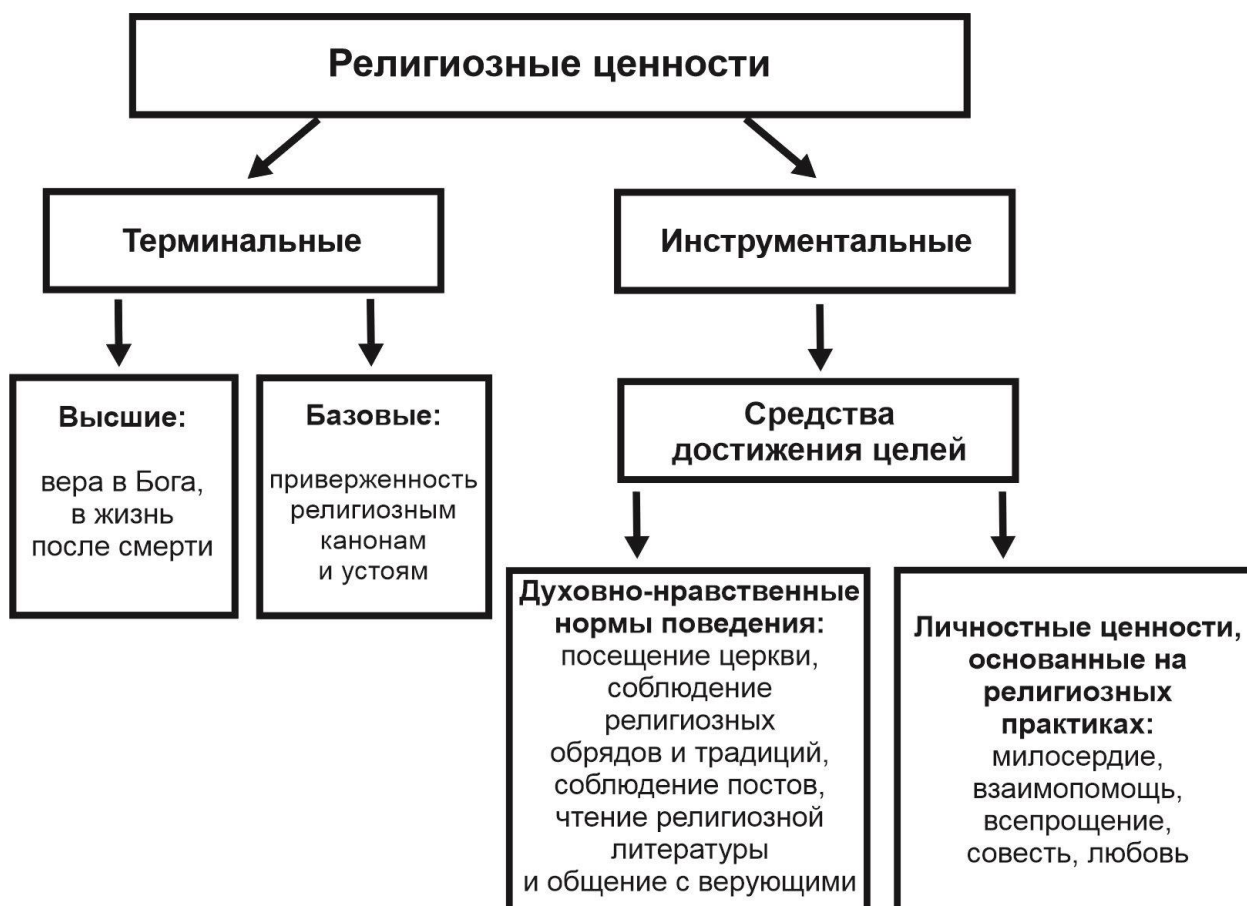 Религиозные ценности
Терминальные
Инструментальные
Высшие:
вера в Бога,
в жизнь
после смерти
Базовые:
приверженность
религиозным
канонам
и устоям
Средства
достижения целей
Духовно-нравственные
нормы поведения:
посещение церкви,
соблюдение
религиозных
обрядов и традиций,
соблюдение постов,
чтение религиозной
литературы
и общение с верующими
Личностные ценности,
основанные на
религиозных
практиках:
милосердие,
взаимопомощь,
всепрощение,
совесть, любовь